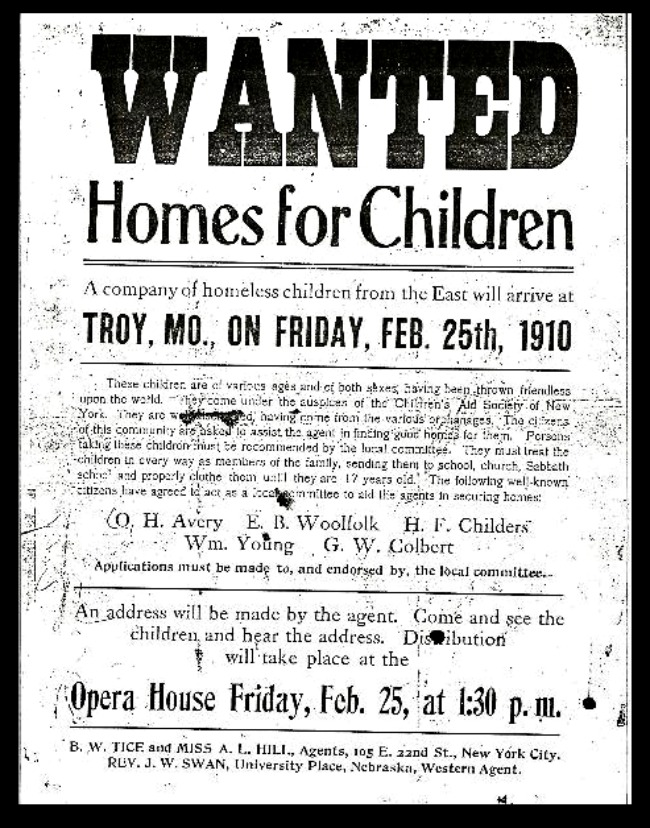 WANTED
Homes for Children
A company of homeless children from the East will arrive at
TROY, MO., ON FRIDAY, FEB. 25th, 1910
These children are of various ages and of both sexes, having been thrown friendless
upon the world. They come under the auspices of the Children's Aid Society of New
York. They are well having come from the various orphanages. The citizens
of this community are asked to assist the agent in finding good homes for them. Persons
taking these children must be recommended by the local committee. They must treat the
children in every way as members of the family, sending them to school, church, Sabbath
school and properly clothe them until they are 17 years old. The following well-known
citizens have agreed to act as a local committee to aid the agents in securing homes:
O. H. Avery E. B. Woolfolk H. F. Childers
Wm. Young G. W. Colbert
Applications must be made to, and endorsed by, the local committee.
An address will be made by the agent. Come and see the
children and hear the address. Distribution
will take place at the
Opera House Friday, Feb. 25, at 1:30 p. m.
B. W. TICE and MISS A. L. HILL, Agents, 105 E. 22nd St., New York City.
REV. J. W. SWAN, University Place, Nebraska, Western Agent.